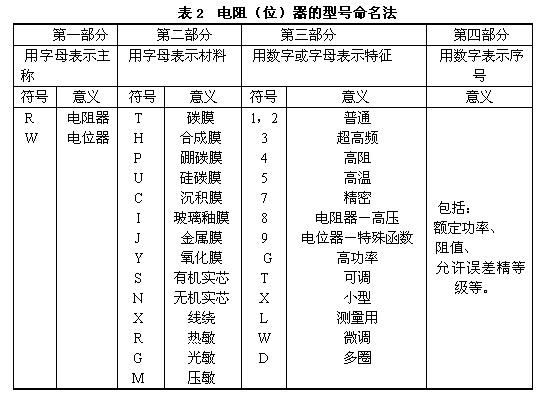 表2 电阻（位）器的型号命名法
第一部分 第二部分 第三部分 第四部分
用字母表示主称 用字母表示材料 用数字或字母表示特征 用数字表示序号
符号 意义 符号 意义 符号 意义 意义
R 电阻器 T 碳膜 1，2 普通
W 电位器 H 合成膜 3 超高频
P 硼碳膜 4 高阻
U 硅碳膜 5 高温
C 沉积膜 7 精密
I 玻璃釉膜 8 电阻器－高压
J 金属膜 9 电位器－特殊函数
Y 氧化膜 G 高功率
S 有机实芯 T 可调
N 无机实芯 X 小型
X 线绕 L 测量用
R 热敏 W 微调
G 光敏 D 多圈
M 压敏
包括：
额定功率、
阻值、
允许误差精等
级等。